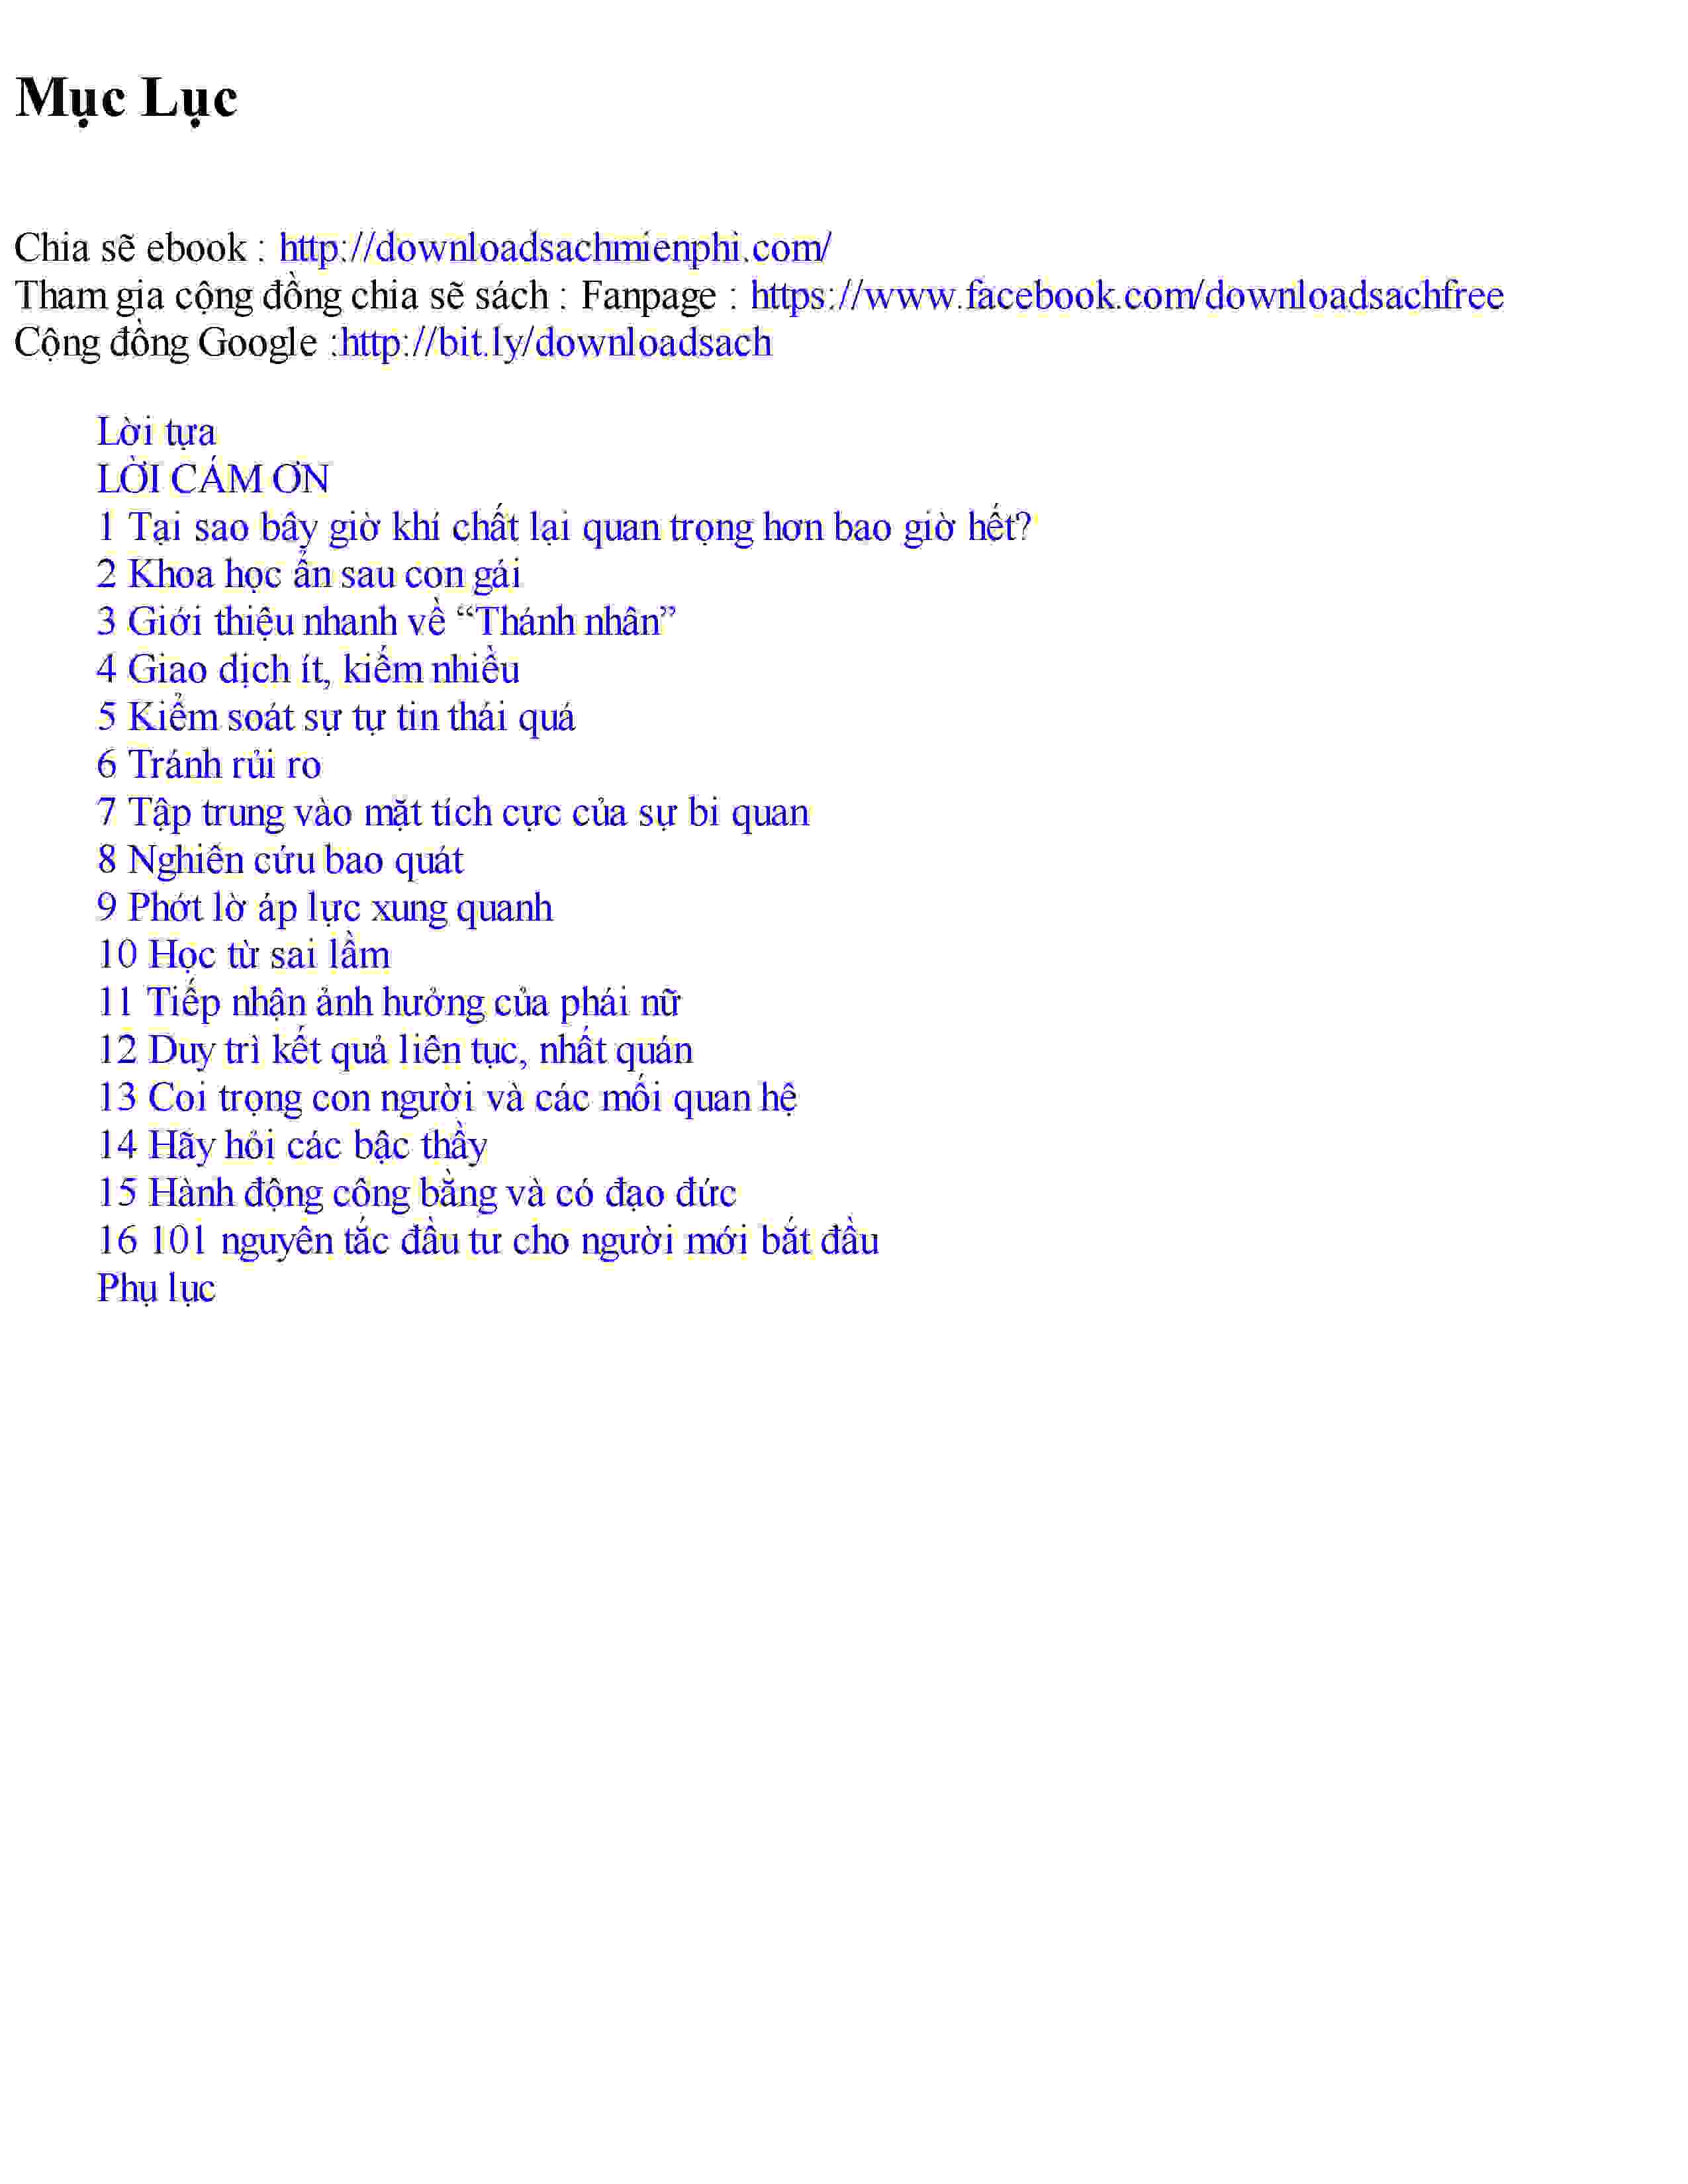 Mục Lục
Chia sẽ ebook : http://downloadsachmienphi.com/
Tham gia cộng đồng chia sẽ sách : Fanpage : https://www.facebook.com/downloadsachfree
Cộng đồng Google :http://bit.ly/downloadsach
Lời tựa
LỜI CÁM ƠN
1 Tại sao bây giờ khí chất lại quan trọng hơn bao giờ hết?
2 Khoa học ẩn sau con gái
3 Giới thiệu nhanh về “Thánh nhân”
4 Giao dịch ít, kiếm nhiều
5 Kiểm soát sự tự tin thái quá
6 Tránh rủi ro
7 Tập trung vào mặt tích cực của sự bi quan
8 Nghiên cứu bao quát
9 Phớt lờ áp lực xung quanh
10 Học từ sai lầm
11 Tiếp nhận ảnh hưởng của phái nữ
12 Duy trì kết quả liên tục, nhất quán
13 Coi trọng con người và các mối quan hệ
14 Hãy hỏi các bậc thầy
15 Hành động công bằng và có đạo đức
16 101 nguyên tắc đầu tư cho người mới bắt đầu
Phụ lục